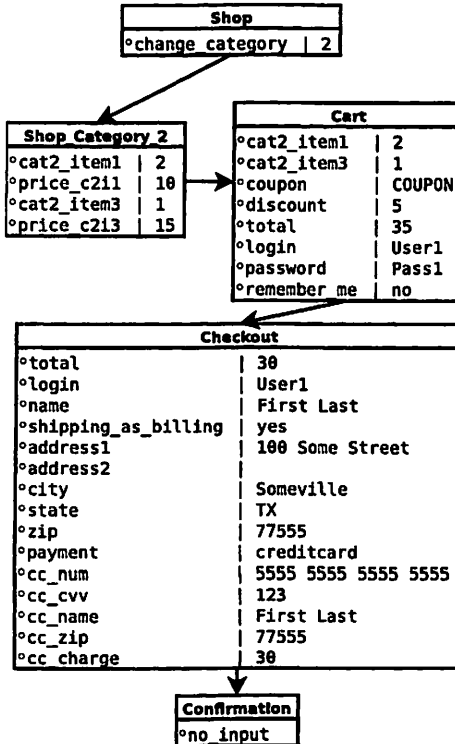 Shop
change_category | 2
Shop_Category_2
cat2_item1 | 2
price_c2i1 | 10
cat2_item3 | 1
price_c2i3 | 15
Cart
cat2_item1 | 2
cat2_item3 | 1
coupon | COUPON
discount | 5
total | 35
login | User1
password | Pass1
remember_me | no
Checkout
total | 30
login | User1
name | First Last
shipping_as_billing | yes
address1 | 100 Some Street
address2 |
city | Someville
state | TX
zip | 77555
payment | creditcard
cc_num | 5555 5555 5555 5555
cc_cvv | 123
cc_name | First Last
cc_zip | 77555
cc_charge | 30
Confirmation
no_input